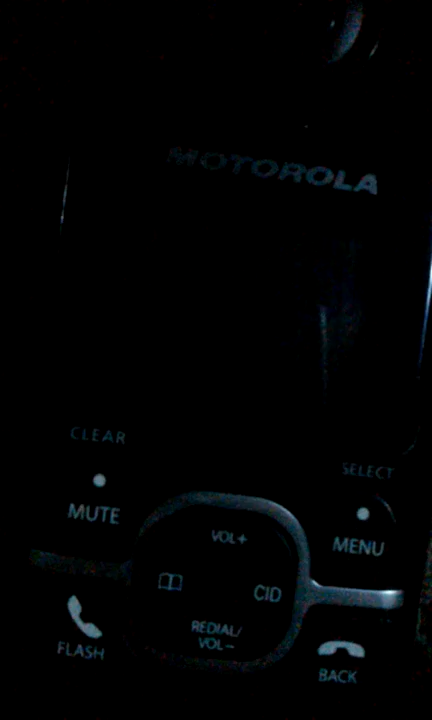 MOTOROLA
CLEAR
SELECT
MUTE
MENU
VOL+
CID
REDIAL/
VOL-
FLASH
BACK